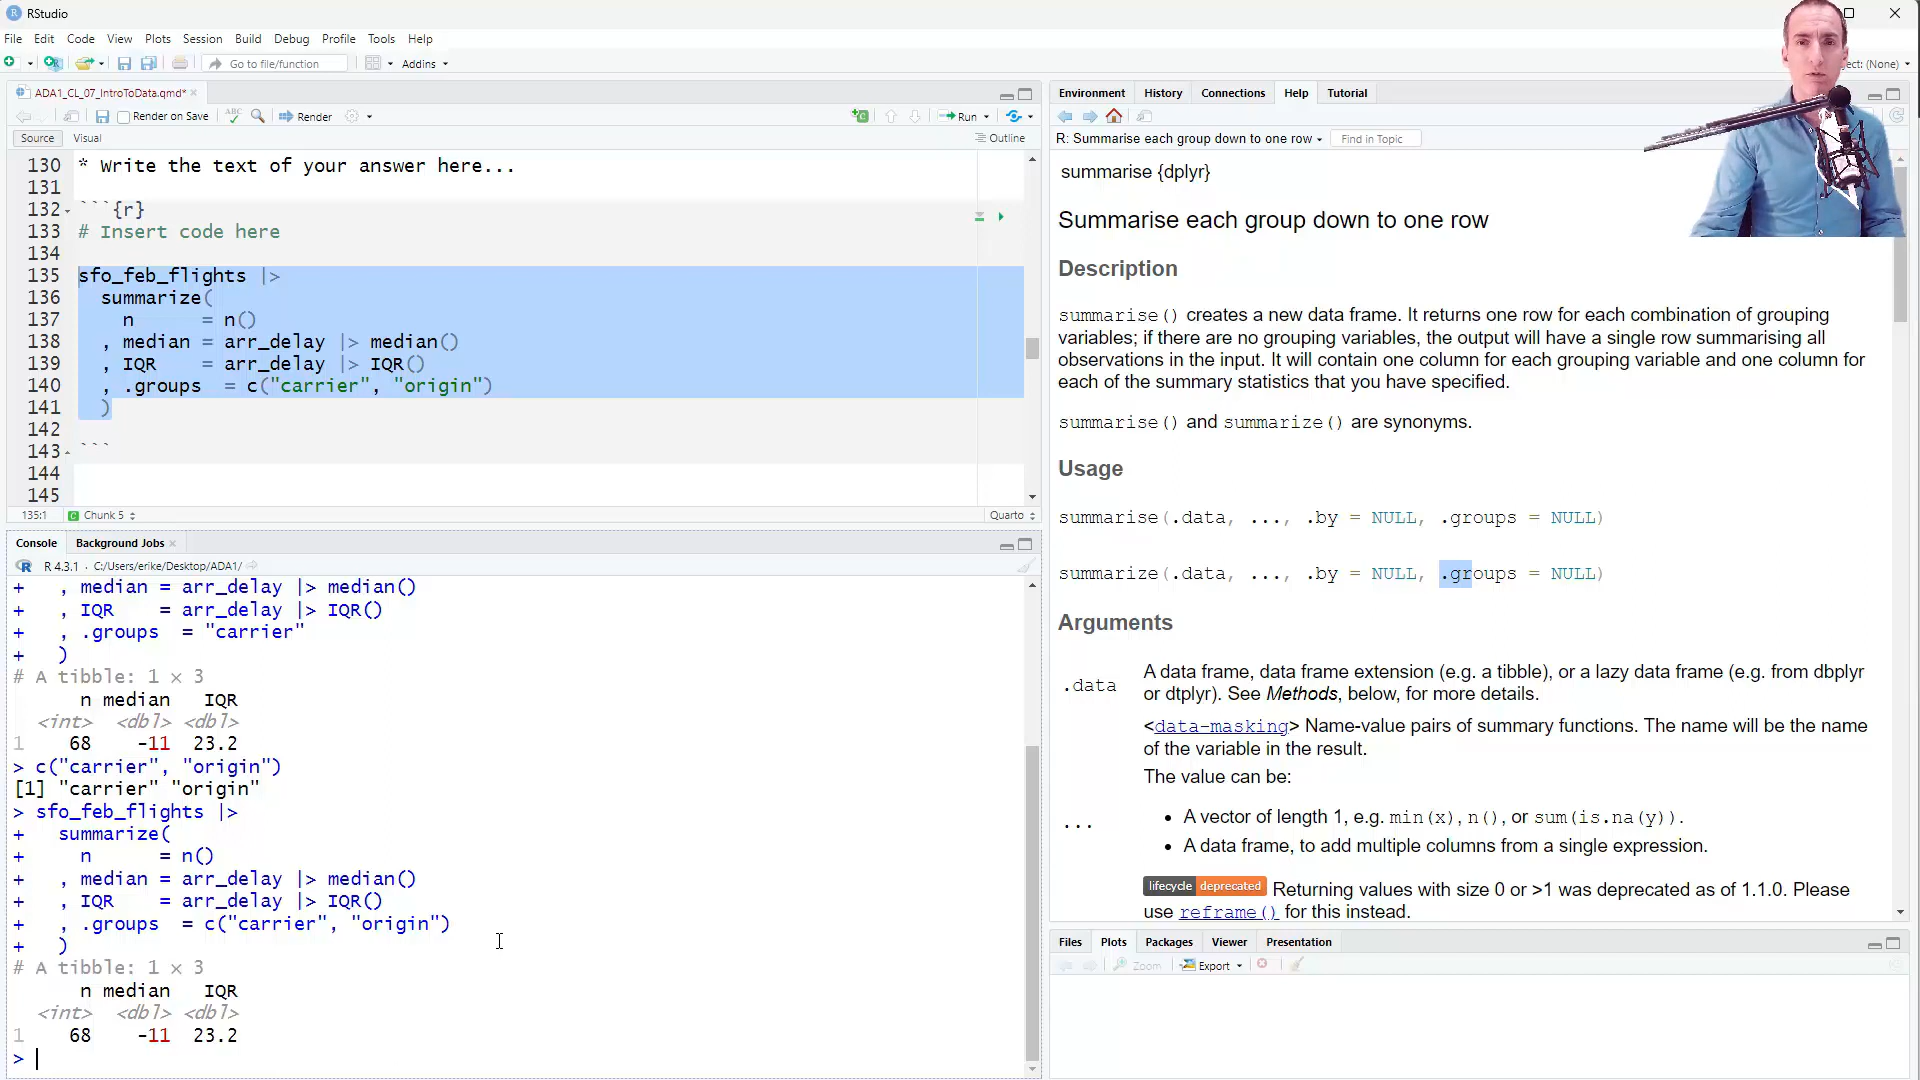 RStudio
File Edit Code View Plots Session Build Debug Profile Tools Help
Go to file/function
Addins
ject: (None)
ADA1_CL_07_IntroToData.qmd*
Render on Save
ABC
Render
Run
Source Visual
Outline
130 * Write the text of your answer here...
131
132 ```{r}
133 # Insert code here
134
135 sfo_feb_flights |>
136   summarize(
137     n      = n()
138   , median = arr_delay |> median()
139   , IQR    = arr_delay |> IQR()
140   , .groups  = c("carrier", "origin")
141   )
142
143 ```
144
145
135:1 Chunk 5 Quarto
Console Background Jobs
R 4.3.1 · C:/Users/erike/Desktop/ADA1/
+   , median = arr_delay |> median()
+   , IQR    = arr_delay |> IQR()
+   , .groups  = "carrier"
+   )
# A tibble: 1 × 3
n median IQR
<int> <dbl> <dbl>
1 68 -11 23.2
> c("carrier", "origin")
[1] "carrier" "origin"
> sfo_feb_flights |>
+   summarize(
+     n      = n()
+   , median = arr_delay |> median()
+   , IQR    = arr_delay |> IQR()
+   , .groups  = c("carrier", "origin")
+   )
# A tibble: 1 × 3
n median IQR
<int> <dbl> <dbl>
1 68 -11 23.2
>
Environment History Connections Help Tutorial
R: Summarise each group down to one row
Find in Topic
summarise {dplyr}
Summarise each group down to one row
Description
summarise() creates a new data frame. It returns one row for each combination of grouping
variables; if there are no grouping variables, the output will have a single row summarising all
observations in the input. It will contain one column for each grouping variable and one column for
each of the summary statistics that you have specified.
summarise() and summarize() are synonyms.
Usage
summarise(.data, ..., .by = NULL, .groups = NULL)
summarize(.data, ..., .by = NULL, .groups = NULL)
Arguments
.data A data frame, data frame extension (e.g. a tibble), or a lazy data frame (e.g. from dbplyr
or dtplyr). See Methods, below, for more details.
... <data-masking> Name-value pairs of summary functions. The name will be the name
of the variable in the result.
The value can be:
• A vector of length 1, e.g. min(x), n(), or sum(is.na(y)).
• A data frame, to add multiple columns from a single expression.
lifecycle deprecated Returning values with size 0 or >1 was deprecated as of 1.1.0. Please
use reframe() for this instead.
Files Plots Packages Viewer Presentation
Zoom Export